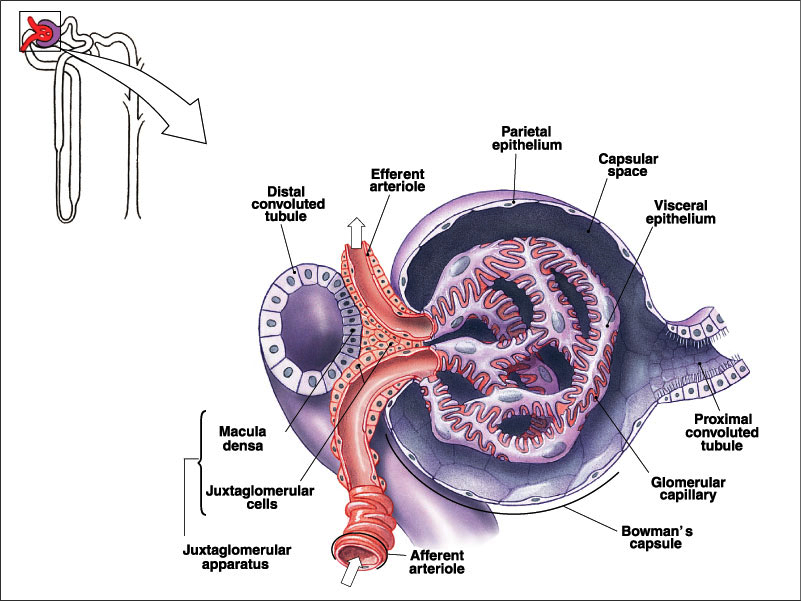 Parietal
epithelium
Capsular
space
Efferent
arteriole
Distal
convoluted
tubule
Visceral
epithelium
Macula
densa
Proximal
convoluted
tubule
Juxtaglomerular
cells
Glomerular
capillary
Bowman's
capsule
Juxtaglomerular
apparatus
Afferent
arteriole